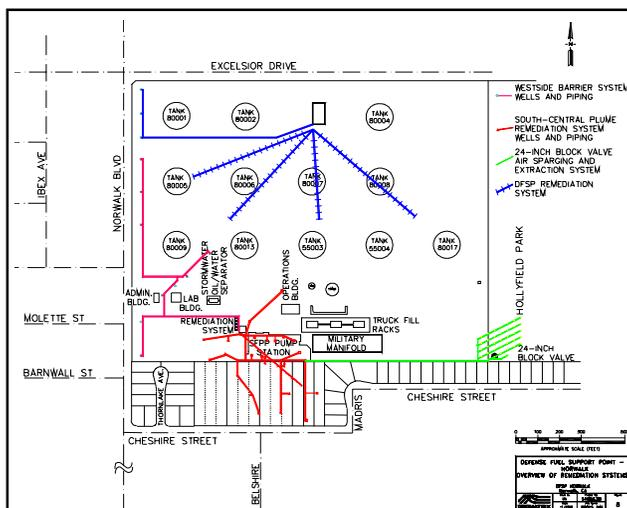 EXCELSIOR DRIVE
IBEX AVE
NORWALK BLVD
TANK
80001
TANK
80002
TANK
80004
WESTSIDE BARRIER SYSTEM
WELLS AND PIPING
SOUTH-CENTRAL PLUME
REMEDIATION SYSTEM
WELLS AND PIPING
24-INCH BLOCK VALVE
AIR SPARGING AND
EXTRACTION SYSTEM
DFSP REMEDIATION
SYSTEM
TANK
80005
TANK
80006
TANK
80007
TANK
80008
TANK
80009
TANK
80013
TANK
55003
TANK
55004
TANK
80017
HOLLYFIELD PARK
STORMWATER
OIL/WATER
SEPARATOR
OPERATIONS
BLDG.
ADMIN.
BLDG.
LAB
BLDG.
MOLETTE ST
REMEDIATION
SYSTEM
TRUCK FILL
RACKS
SFPP PUMP
STATION
MILITARY
MANIFOLD
24-INCH
BLOCK VALVE
BARNWALL ST
THORNLAKE AVE
MADRIS
CHESHIRE STREET
CHESHIRE STREET
BELSHIRE
APPROXIMATE SCALE (FEET)
DEFENSE FUEL SUPPORT POINT -
NORWALK
OVERVIEW OF REMEDIATION SYSTEMS
DFSP NORWALK